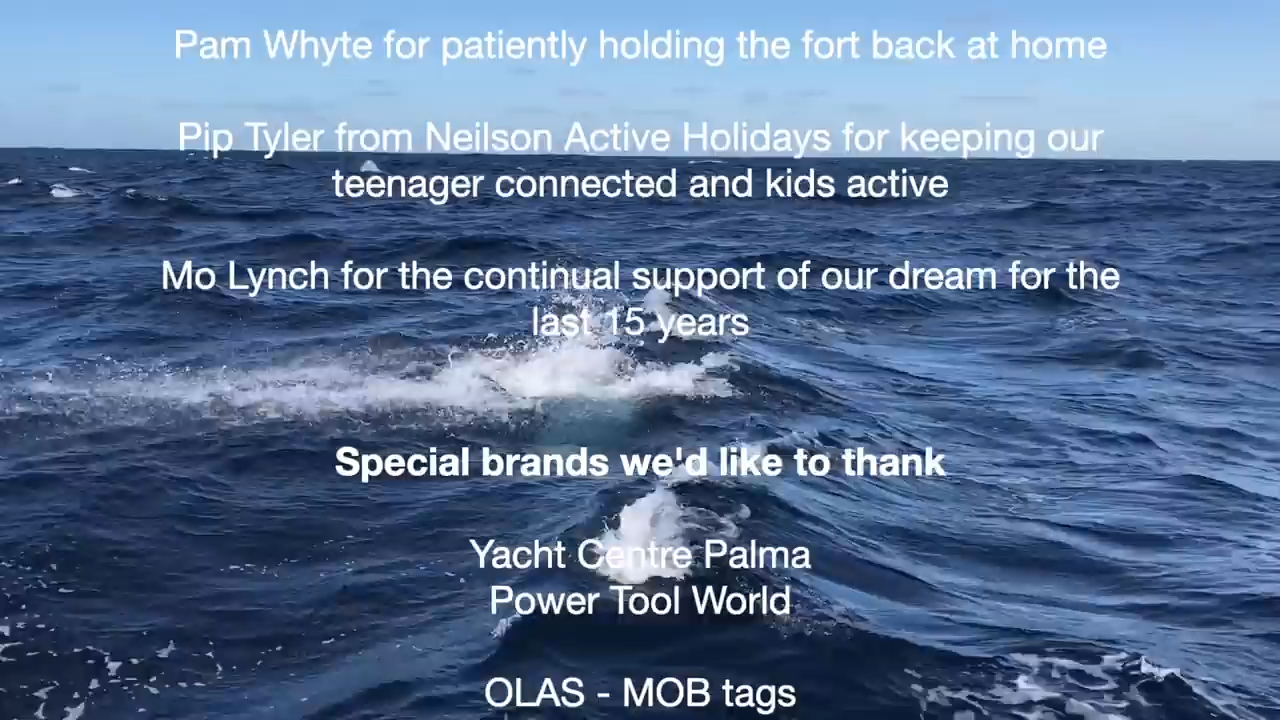 Pam Whyte for patiently holding the fort back at home
Pip Tyler from Neilson Active Holidays for keeping our
teenager connected and kids active
Mo Lynch for the continual support of our dream for the
last 15 years
Special brands we'd like to thank
Yacht Centre Palma
Power Tool World
OLAS - MOB tags